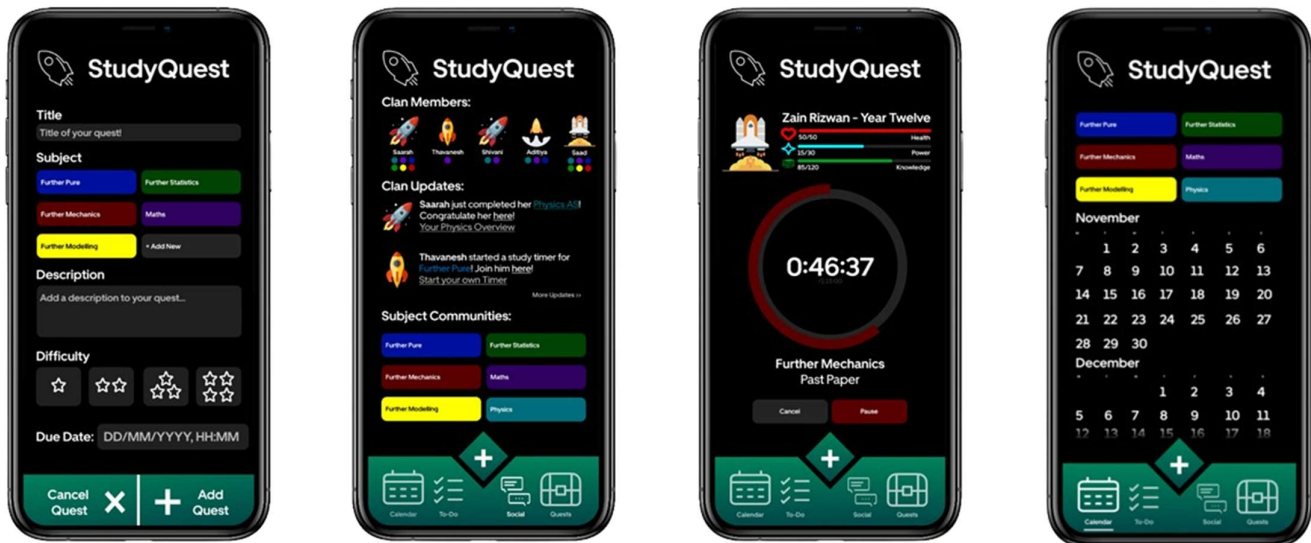 StudyQuest
Title
Title of your quest!
Subject
Further Pure
Further Statistics
Further Mechanics
Maths
Further Modelling
+ Add New
Description
Add a description to your quest...
Difficulty
Due Date: DD/MM/YYYY, HH:MM
Cancel Quest
Add Quest
StudyQuest
Clan Members:
Saarah Thavanesh Shivani Aditiya Saad
Clan Updates:
Saarah just completed her Physics AS!
Congratulate her here!
Your Physics Overview
Thavanesh started a study timer for
Further Pure! Join him here!
Start your own Timer
More Updates >>
Subject Communities:
Further Pure
Further Statistics
Further Mechanics
Maths
Further Modelling
Physics
+
Calendar To-Do Social Quests
StudyQuest
Zain Rizwan - Year Twelve
50/50 Health
15/30 Power
85/120 Knowledge
0:46:37
Further Mechanics
Past Paper
Cancel Pause
+
Calendar To-Do Social Quests
StudyQuest
Further Pure
Further Statistics
Further Mechanics
Maths
Further Modelling
Physics
November
1 2 3 4 5 6
7 8 9 10 11 12 13
14 15 16 17 18 19 20
21 22 23 24 25 26 27
28 29 30
December
1 2 3 4
5 6 7 8 9 10 11
12 13 14 15 16 17 18
+
Calendar To-Do Social Quests